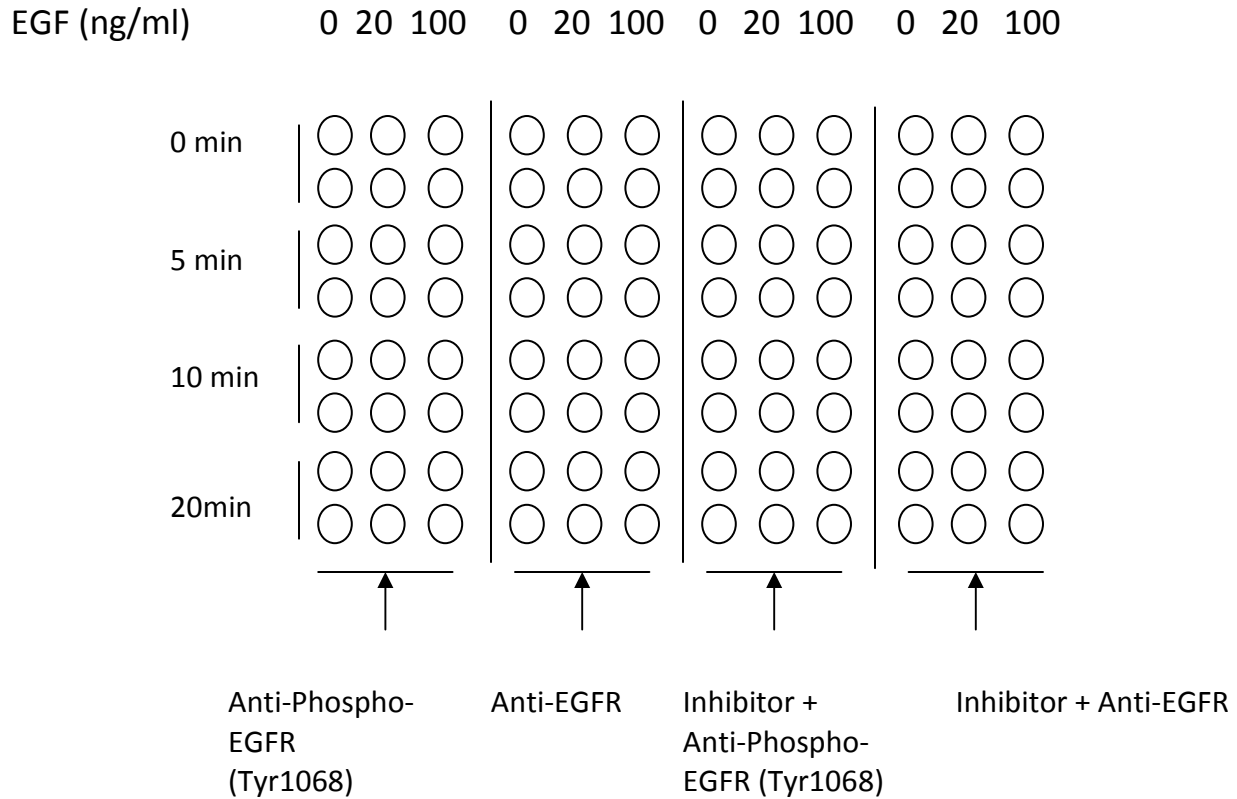 EGF (ng/ml) 0 20 100 0 20 100 0 20 100 0 20 100
0 min
5 min
10 min
20min
Anti-Phospho-
EGFR
(Tyr1068)
Anti-EGFR
Inhibitor +
Anti-Phospho-
EGFR (Tyr1068)
Inhibitor + Anti-EGFR